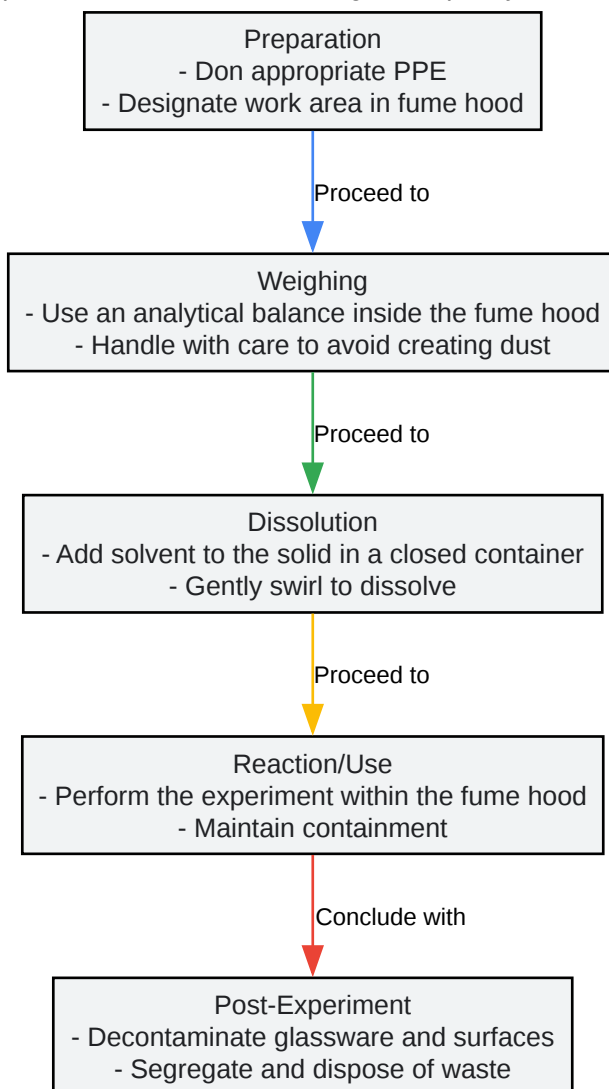 Preparation
- Don appropriate PPE
- Designate work area in fume hood
Proceed to
Weighing
- Use an analytical balance inside the fume hood
- Handle with care to avoid creating dust
Proceed to
Dissolution
- Add solvent to the solid in a closed container
- Gently swirl to dissolve
Proceed to
Reaction/Use
- Perform the experiment within the fume hood
- Maintain containment
Conclude with
Post-Experiment
- Decontaminate glassware and surfaces
- Segregate and dispose of waste